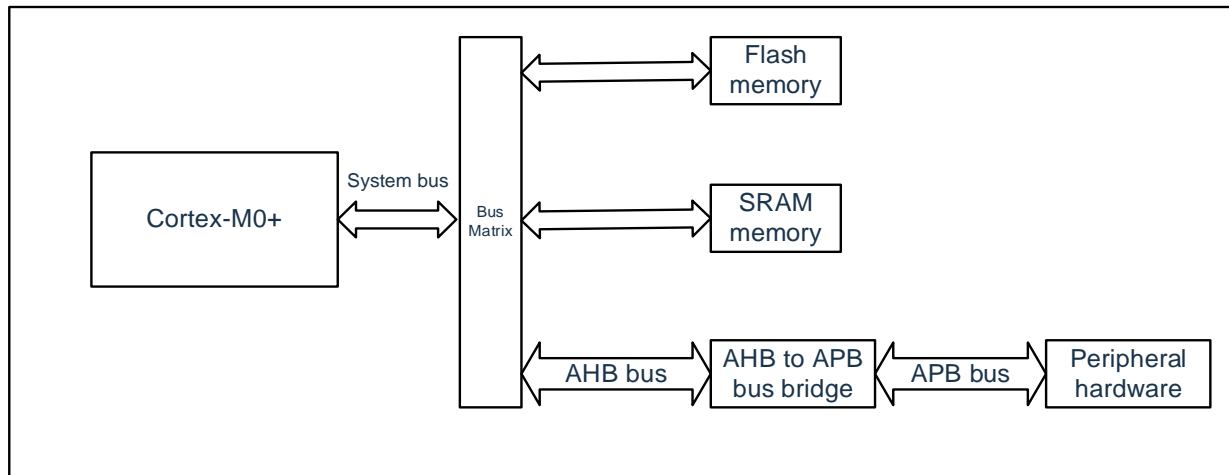 Flash
memory
System bus
Cortex-M0+
Bus
Matrix
SRAM
memory
AHB bus
AHB to APB
bus bridge
APB bus
Peripheral
hardware